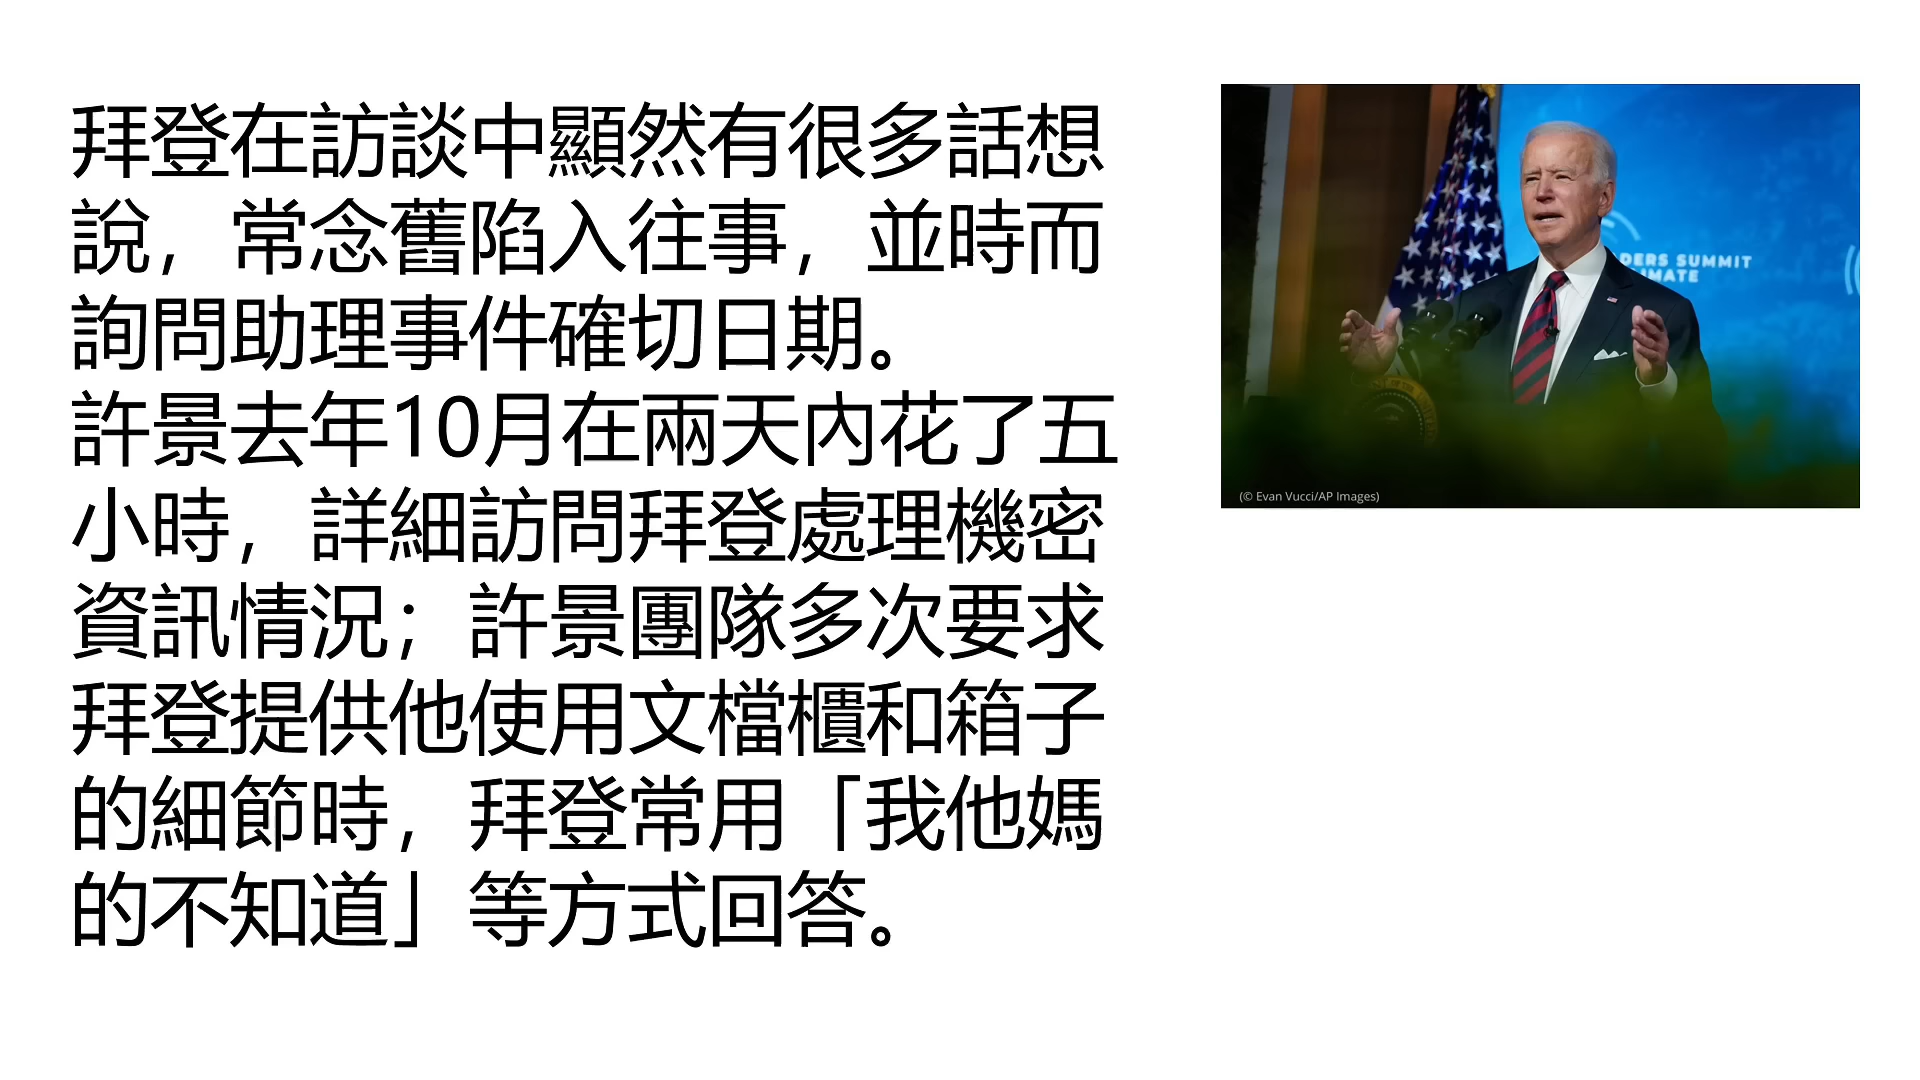 拜登在訪談中顯然有很多話想
說，常念舊陷入往事，並時而
詢問助理事件確切日期。
許景去年10月在兩天內花了五
小時，詳細訪問拜登處理機密
資訊情況；許景團隊多次要求
拜登提供他使用文檔櫃和箱子
的細節時，拜登常用「我他媽
的不知道」等方式回答。
DERS SUMMIT
IMATE
(© Evan Vucci/AP Images)